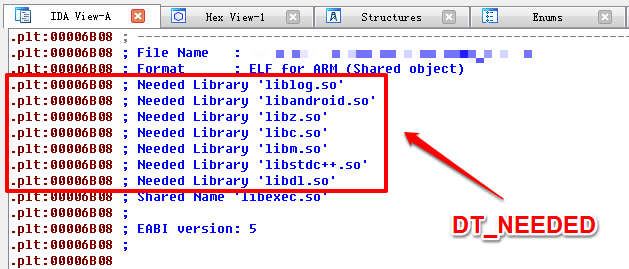 IDA View-A
Hex View-1
Structures
Enums
.plt:00006B08 ;
.plt:00006B08 ; File Name   :
.plt:00006B08 ; Format      : ELF for ARM (Shared object)
.plt:00006B08 ; Needed Library 'liblog.so'
.plt:00006B08 ; Needed Library 'libandroid.so'
.plt:00006B08 ; Needed Library 'libz.so'
.plt:00006B08 ; Needed Library 'libc.so'
.plt:00006B08 ; Needed Library 'libm.so'
.plt:00006B08 ; Needed Library 'libstdc++.so'
.plt:00006B08 ; Needed Library 'libdl.so'
.plt:00006B08 ; Shared Name 'libexec.so'
.plt:00006B08 ;
.plt:00006B08 ; EABI version: 5
.plt:00006B08 ;
.plt:00006B08
DT_NEEDED